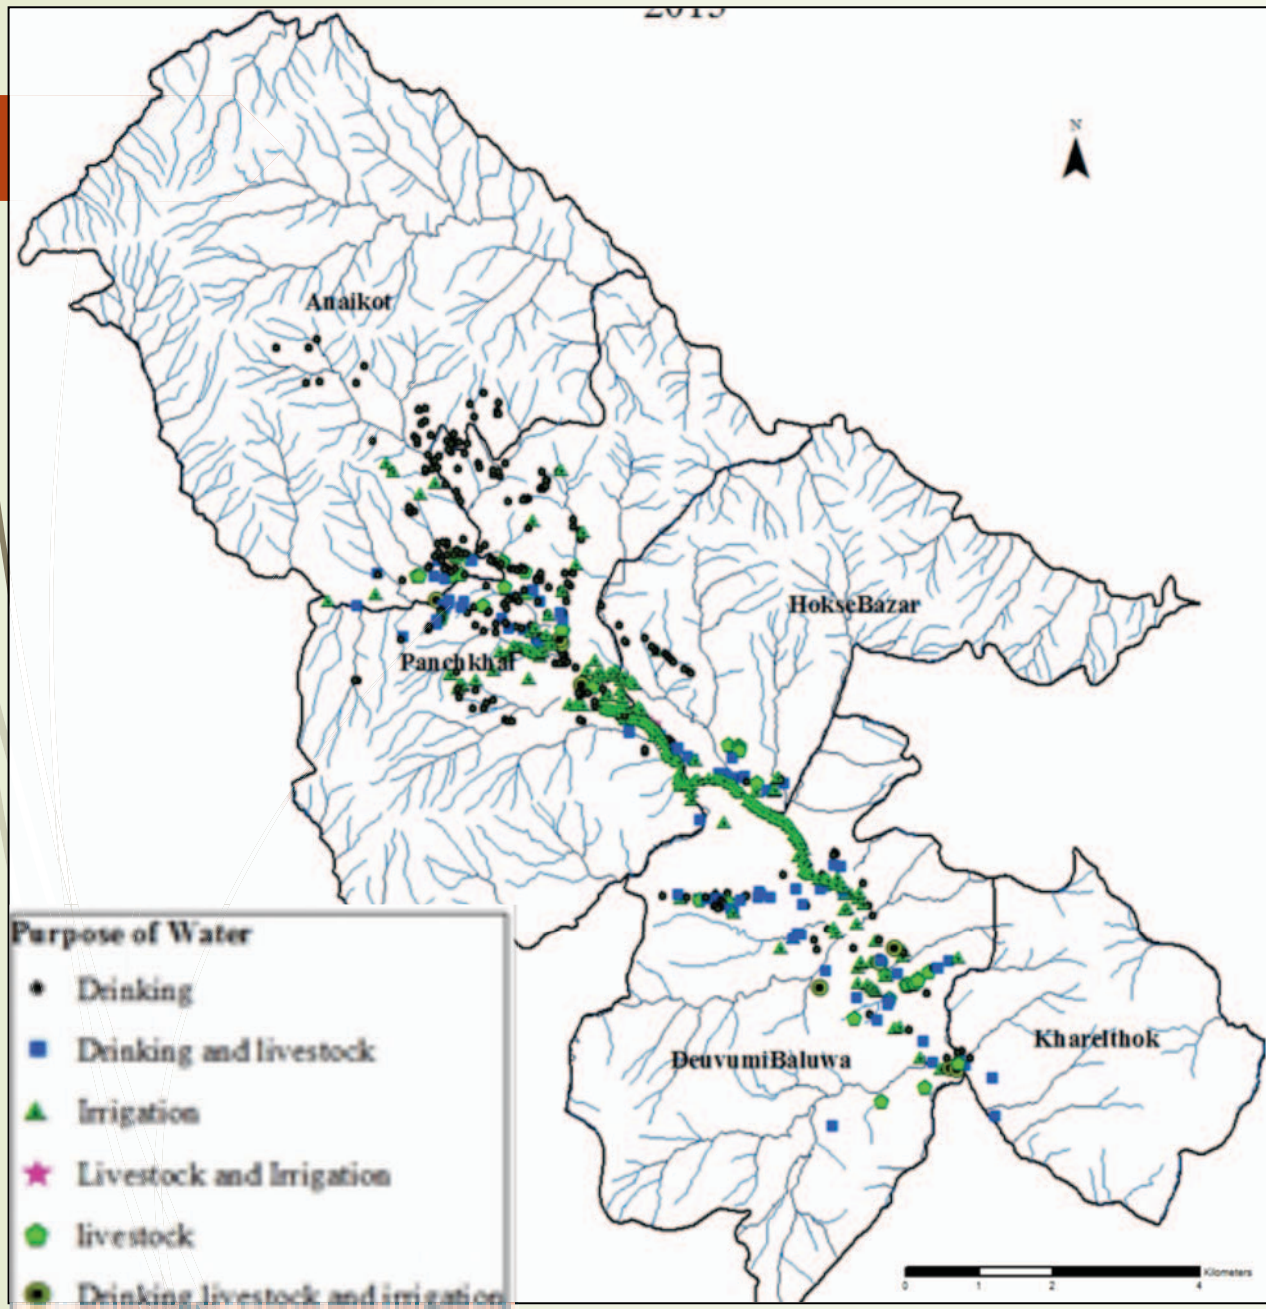 2015
N
Anaikot
HokseBazar
Panchkhal
Purpose of Water
Drinking
Drinking and livestock
Irrigation
Livestock and Irrigation
livestock
Drinking livestock and irrigation
DeuvumiBaluwa
Kharelthok
Kilometers
0 1 2 4